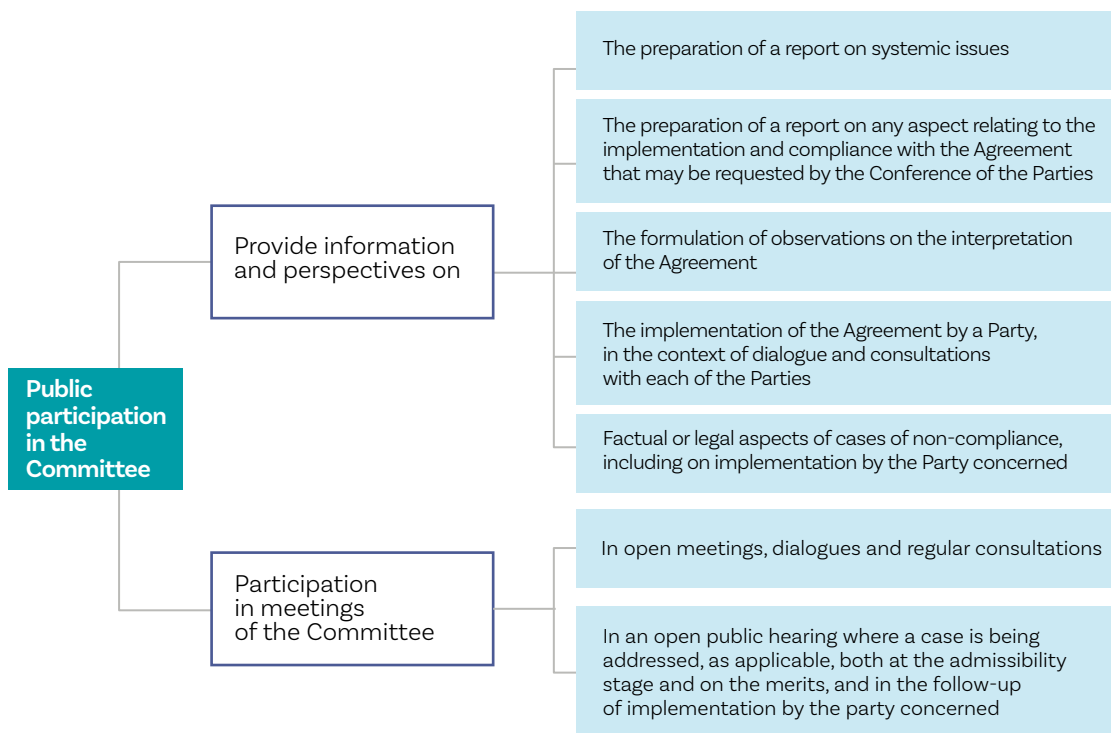 Public
participation
in the
Committee
Provide information
and perspectives on
The preparation of a report on systemic issues
The preparation of a report on any aspect relating to the
implementation and compliance with the Agreement
that may be requested by the Conference of the Parties
The formulation of observations on the interpretation
of the Agreement
The implementation of the Agreement by a Party,
in the context of dialogue and consultations
with each of the Parties
Factual or legal aspects of cases of non-compliance,
including on implementation by the Party concerned
Participation
in meetings
of the Committee
In open meetings, dialogues and regular consultations
In an open public hearing where a case is being
addressed, as applicable, both at the admissibility
stage and on the merits, and in the follow-up
of implementation by the party concerned